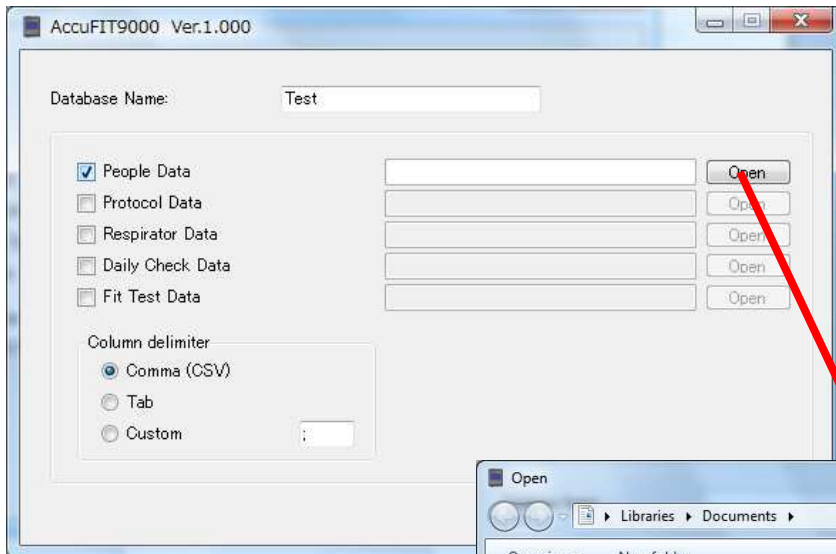 AccuFIT9000 Ver.1.000
Database Name: Test
People Data Open
Protocol Data Open
Respirator Data Open
Daily Check Data Open
Fit Test Data Open
Column delimiter
Comma (CSV)
Tab
Custom ;
Open
Libraries Documents